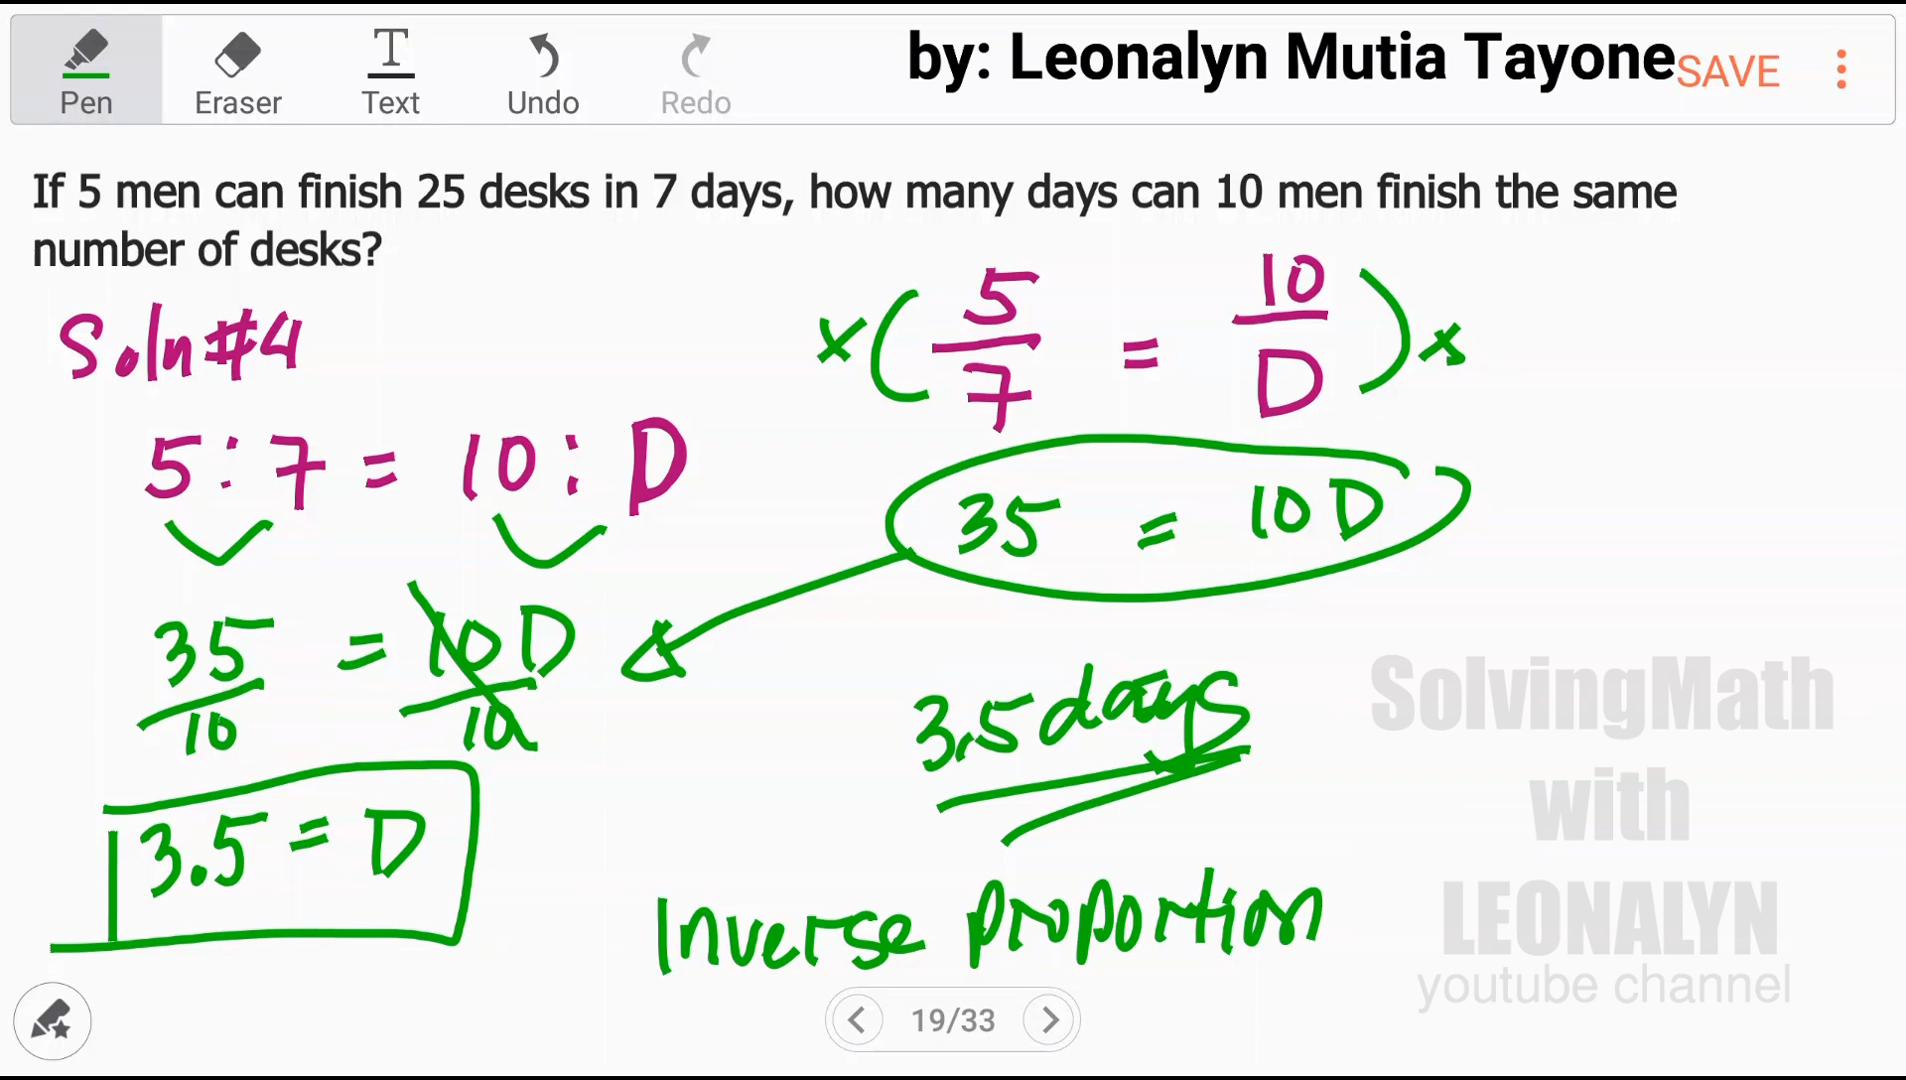 by: Leonalyn Mutia Tayone
SAVE
Pen
Eraser
Text
Undo
Redo
If 5 men can finish 25 desks in 7 days, how many days can 10 men finish the same
number of desks?
Soln #4
5 : 7 = 10 : D
35/10 = 10D/10
3.5 = D
x ( 5/7 = 10/D ) x
35 = 10D
3.5 days
Inverse proportion
SolvingMath
with
LEONALYN
youtube channel
19/33